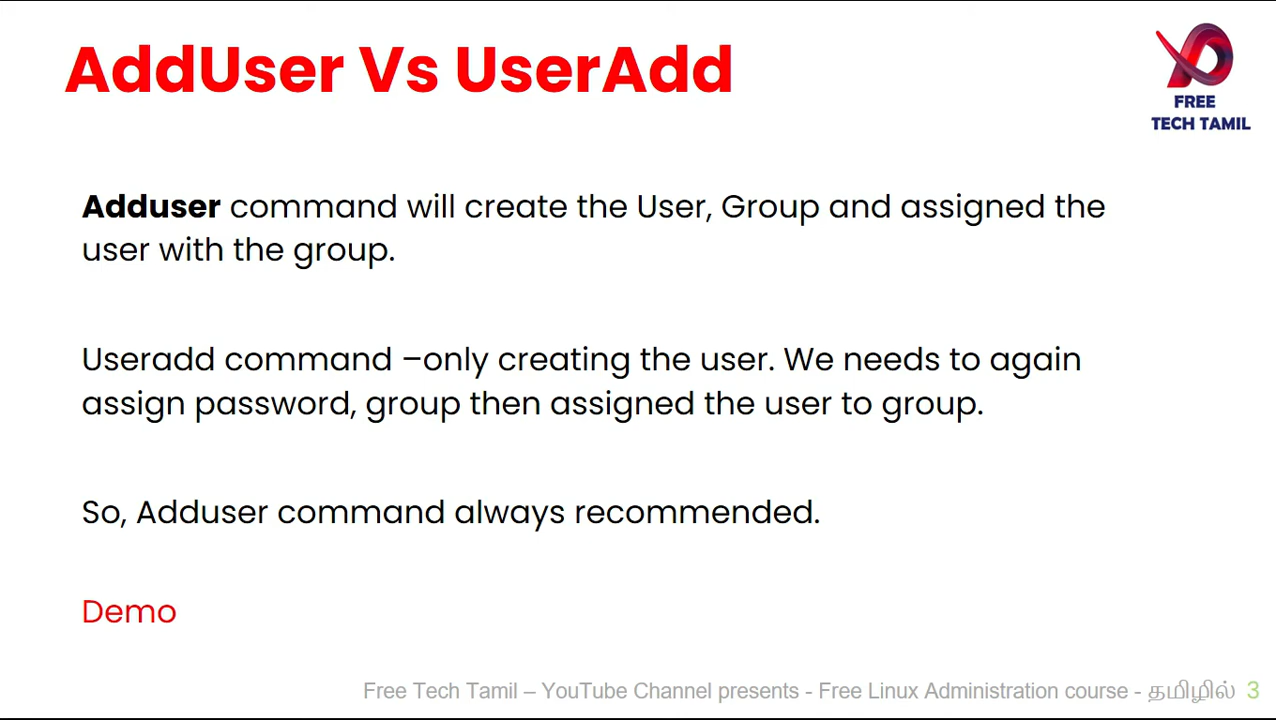 AddUser Vs UserAdd
FREE
TECH TAMIL
Adduser command will create the User, Group and assigned the
user with the group.
Useradd command –only creating the user. We needs to again
assign password, group then assigned the user to group.
So, Adduser command always recommended.
Demo
Free Tech Tamil – YouTube Channel presents - Free Linux Administration course - தமிழில் 3